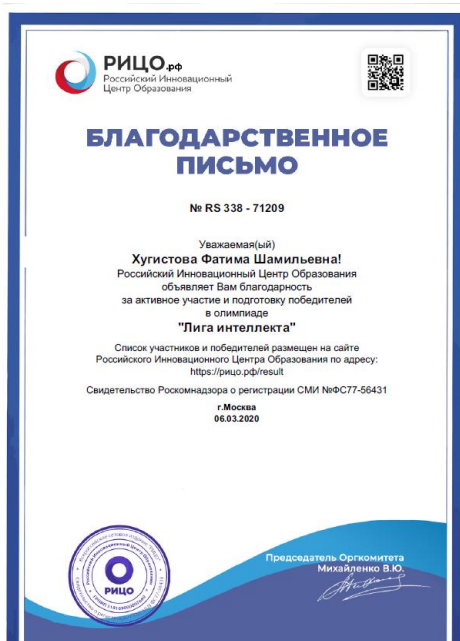 РИЦО.рф
Российский Инновационный
Центр Образования
БЛАГОДАРСТВЕННОЕ
ПИСЬМО
№ RS 338 - 71209
Уважаемая(ый)
Хугистова Фатима Шамильевна!
Российский Инновационный Центр Образования
объявляет Вам благодарность
за активное участие и подготовку победителей
в олимпиаде
"Лига интеллекта"
Список участников и победителей размещен на сайте
Российского Инновационного Центра Образования по адресу:
https://рицо.рф/result
Свидетельство Роскомнадзора о регистрации СМИ №ФС77-56431
г.Москва
06.03.2020
Председатель Оргкомитета
Михайленко В.Ю.
РИЦО